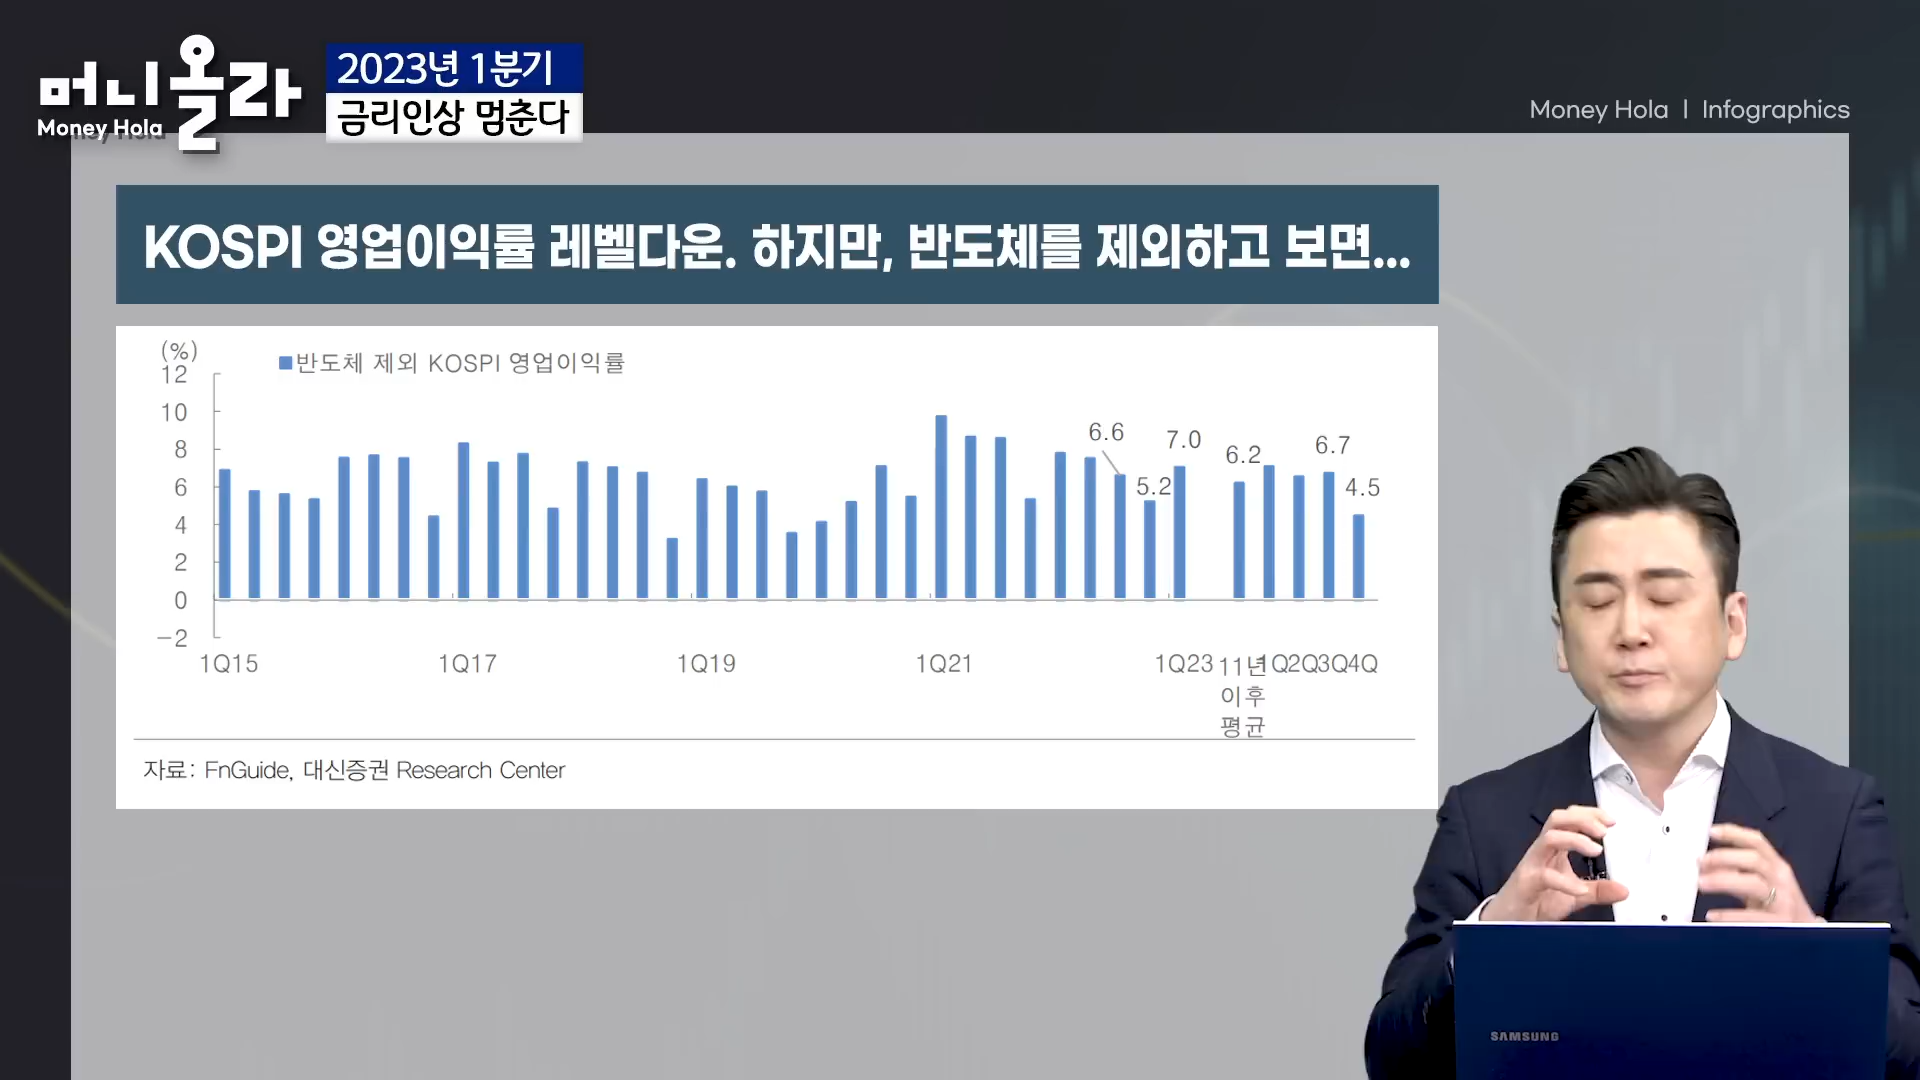 머니올라
Money Hola
2023년 1분기
금리인상 멈춘다
Money Hola | Infographics
KOSPI 영업이익률 레벨다운. 하지만, 반도체를 제외하고 보면...
(%)
반도체 제외 KOSPI 영업이익률
12
10
8
6
4
2
0
-2
6.6
5.2
7.0
6.2
6.7
4.5
1Q15
1Q17
1Q19
1Q21
1Q23
11년
이후
평균
1Q2Q3Q4Q
자료: FnGuide, 대신증권 Research Center
SAMSUNG